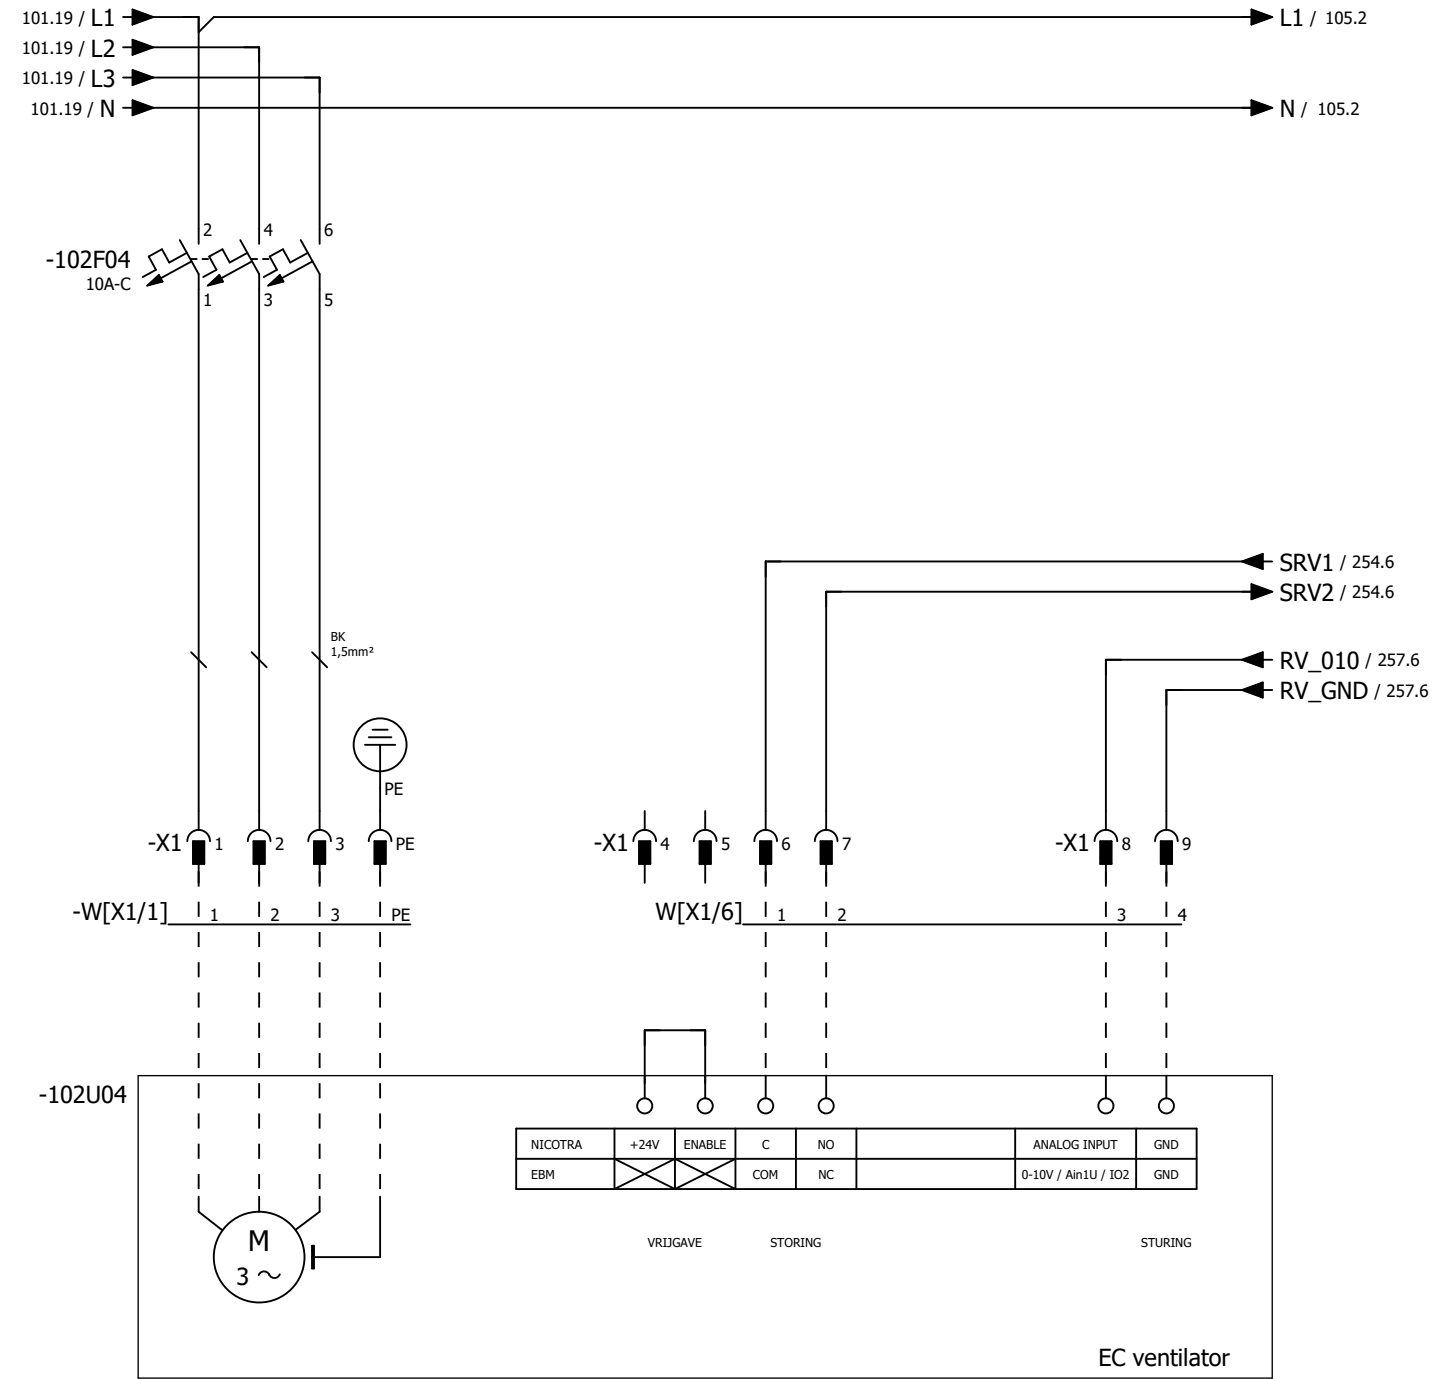 101.19 / L1
L1 / 105.2
101.19 / L2
101.19 / L3
101.19 / N
N / 105.2
2 4 6
-102F04
10A-C
1 3 5
SRV1 / 254.6
SRV2 / 254.6
BK
1,5mm²
RV_010 / 257.6
RV_GND / 257.6
PE
-X1 1 2 3 PE -X1 4 5 6 7 -X1 8 9
-W[X1/1] 1 2 3 PE W[X1/6] 1 2 3 4
-102U04
NICOTRA +24V ENABLE C NO ANALOG INPUT GND
EBM COM NC 0-10V / Ain1U / IO2 GND
VRIJGAVE STORING STURING
M
3 ~
EC ventilator